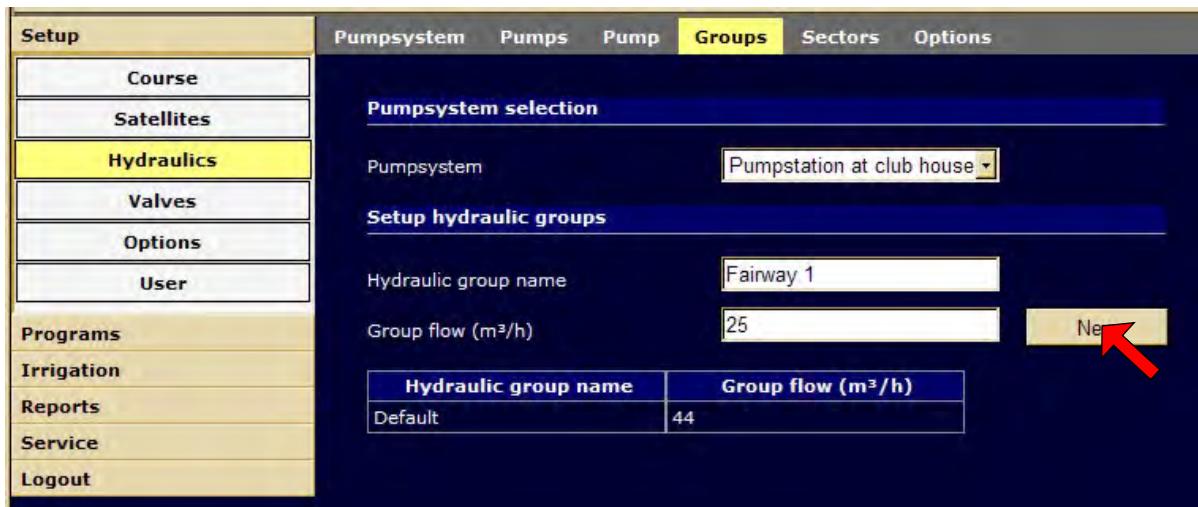 Setup
Course
Satellites
Hydraulics
Valves
Options
User
Programs
Irrigation
Reports
Service
Logout
Pumpsystem Pumps Pump Groups Sectors Options
Pumpsystem selection
Pumpsystem Pumpstation at club house
Setup hydraulic groups
Hydraulic group name Fairway 1
Group flow (m³/h) 25
Hydraulic group name Group flow (m³/h)
Default 44